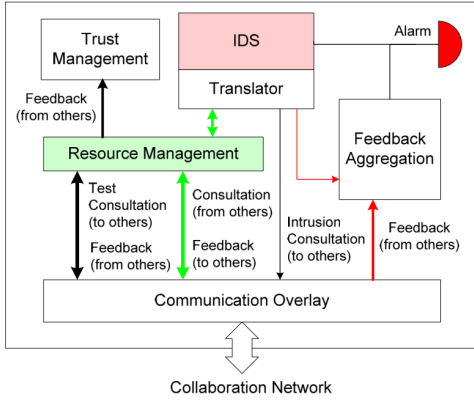 Trust
Management
IDS
Translator
Alarm
Feedback
(from others)
Feedback
Aggregation
Resource Management
Test
Consultation
(to others)
Feedback
(from others)
Consultation
(from others)
Feedback
(to others)
Intrusion
Consultation
(to others)
Feedback
(from others)
Communication Overlay
Collaboration Network